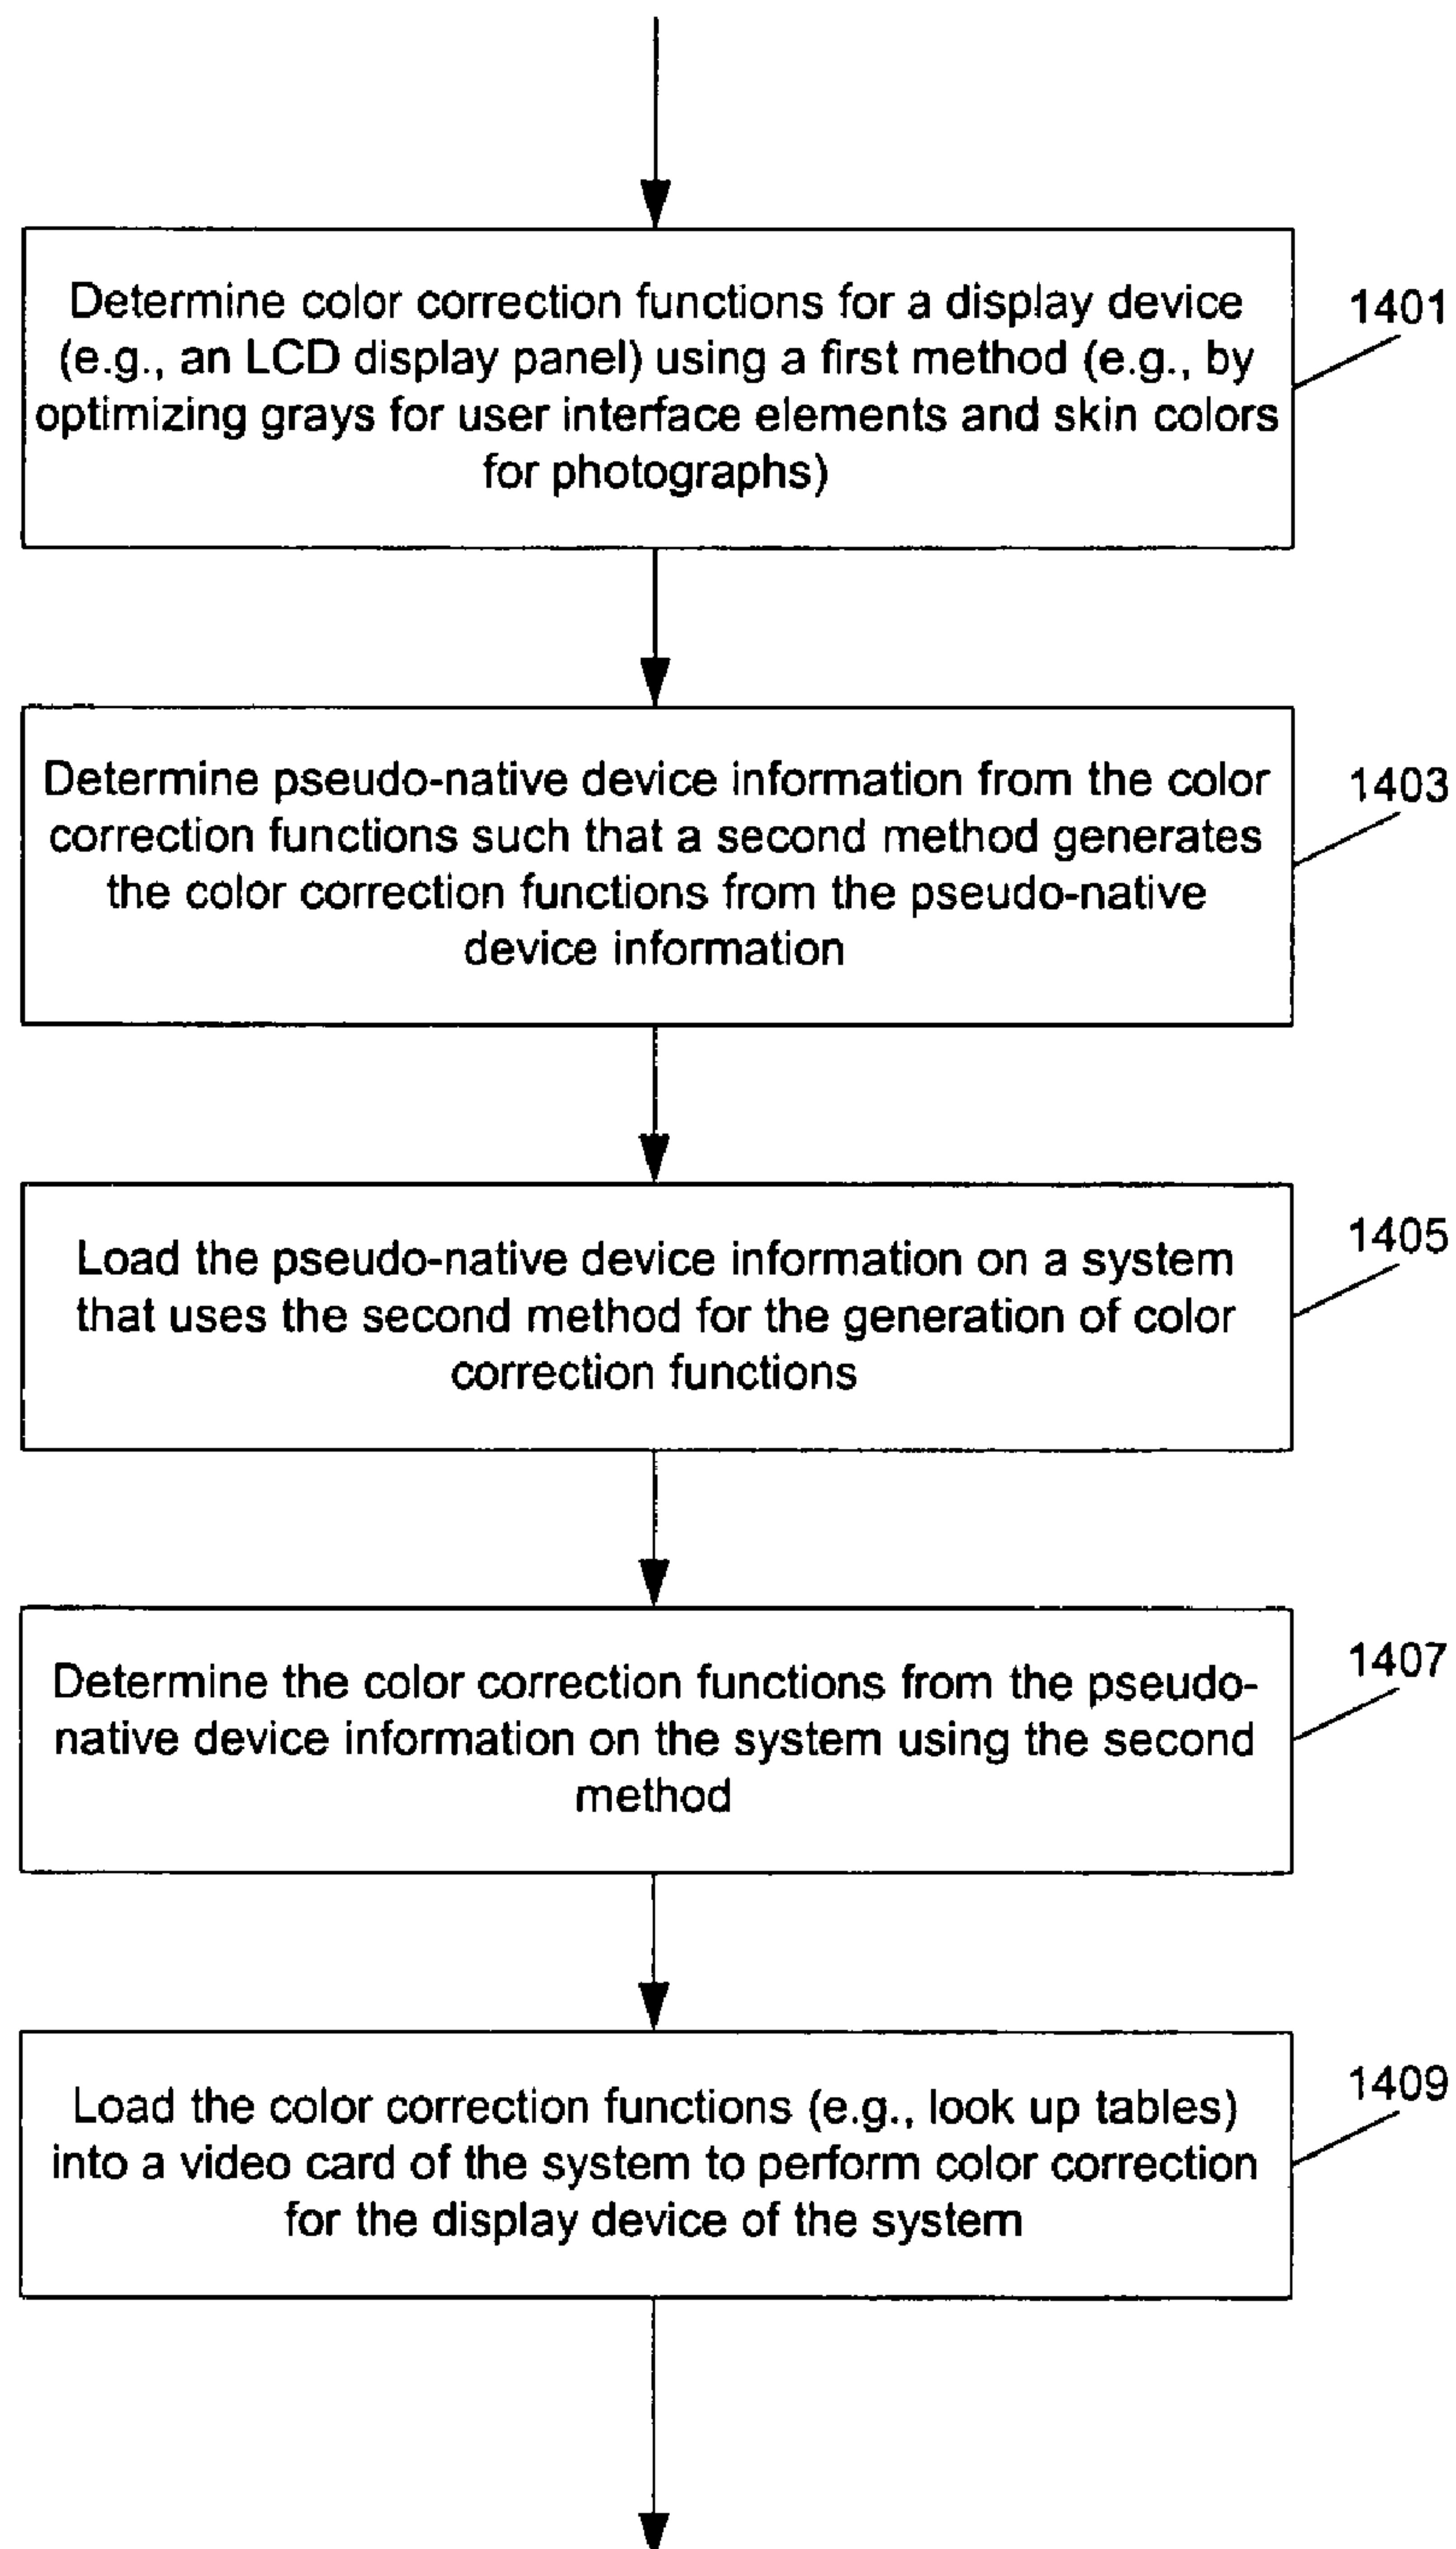 Determine color correction functions for a display device
(e.g., an LCD display panel) using a first method (e.g., by
optimizing grays for user interface elements and skin colors
for photographs)
1401
Determine pseudo-native device information from the color
correction functions such that a second method generates
the color correction functions from the pseudo-native
device information
1403
Load the pseudo-native device information on a system
that uses the second method for the generation of color
correction functions
1405
Determine the color correction functions from the pseudo-
native device information on the system using the second
method
1407
Load the color correction functions (e.g., look up tables)
into a video card of the system to perform color correction
for the display device of the system
1409